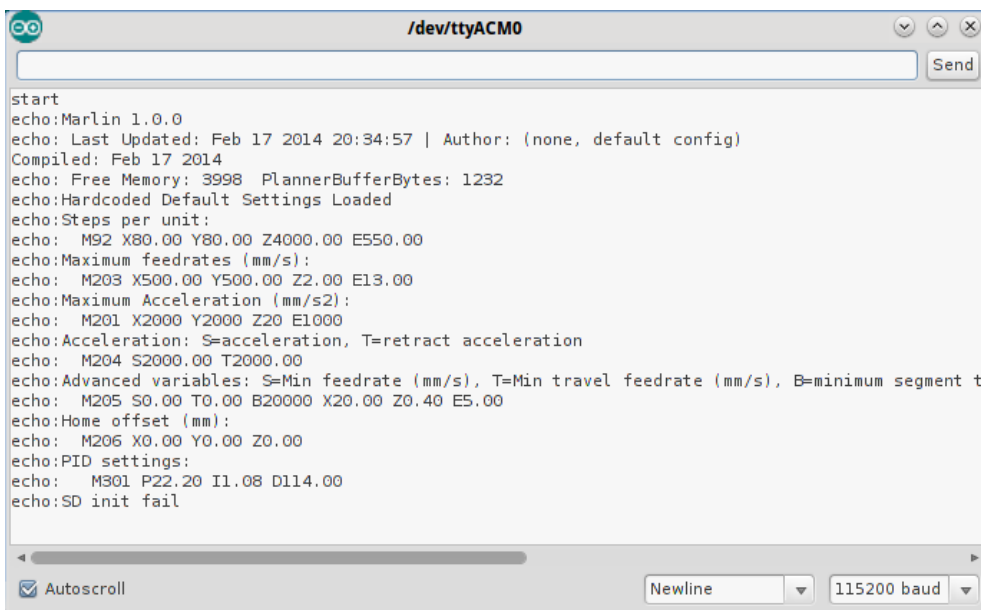 /dev/ttyACM0
Send
start
echo:Marlin 1.0.0
echo: Last Updated: Feb 17 2014 20:34:57 | Author: (none, default config)
Compiled: Feb 17 2014
echo: Free Memory: 3998  PlannerBufferBytes: 1232
echo:Hardcoded Default Settings Loaded
echo:Steps per unit:
echo:  M92 X80.00 Y80.00 Z4000.00 E550.00
echo:Maximum feedrates (mm/s):
echo:  M203 X500.00 Y500.00 Z2.00 E13.00
echo:Maximum Acceleration (mm/s2):
echo:  M201 X2000 Y2000 Z20 E1000
echo:Acceleration: S=acceleration, T=retract acceleration
echo:  M204 S2000.00 T2000.00
echo:Advanced variables: S=Min feedrate (mm/s), T=Min travel feedrate (mm/s), B=minimum segment t
echo:  M205 S0.00 T0.00 B20000 X20.00 Z0.40 E5.00
echo:Home offset (mm):
echo:  M206 X0.00 Y0.00 Z0.00
echo:PID settings:
echo:   M301 P22.20 I1.08 D114.00
echo:SD init fail
Autoscroll
Newline
115200 baud